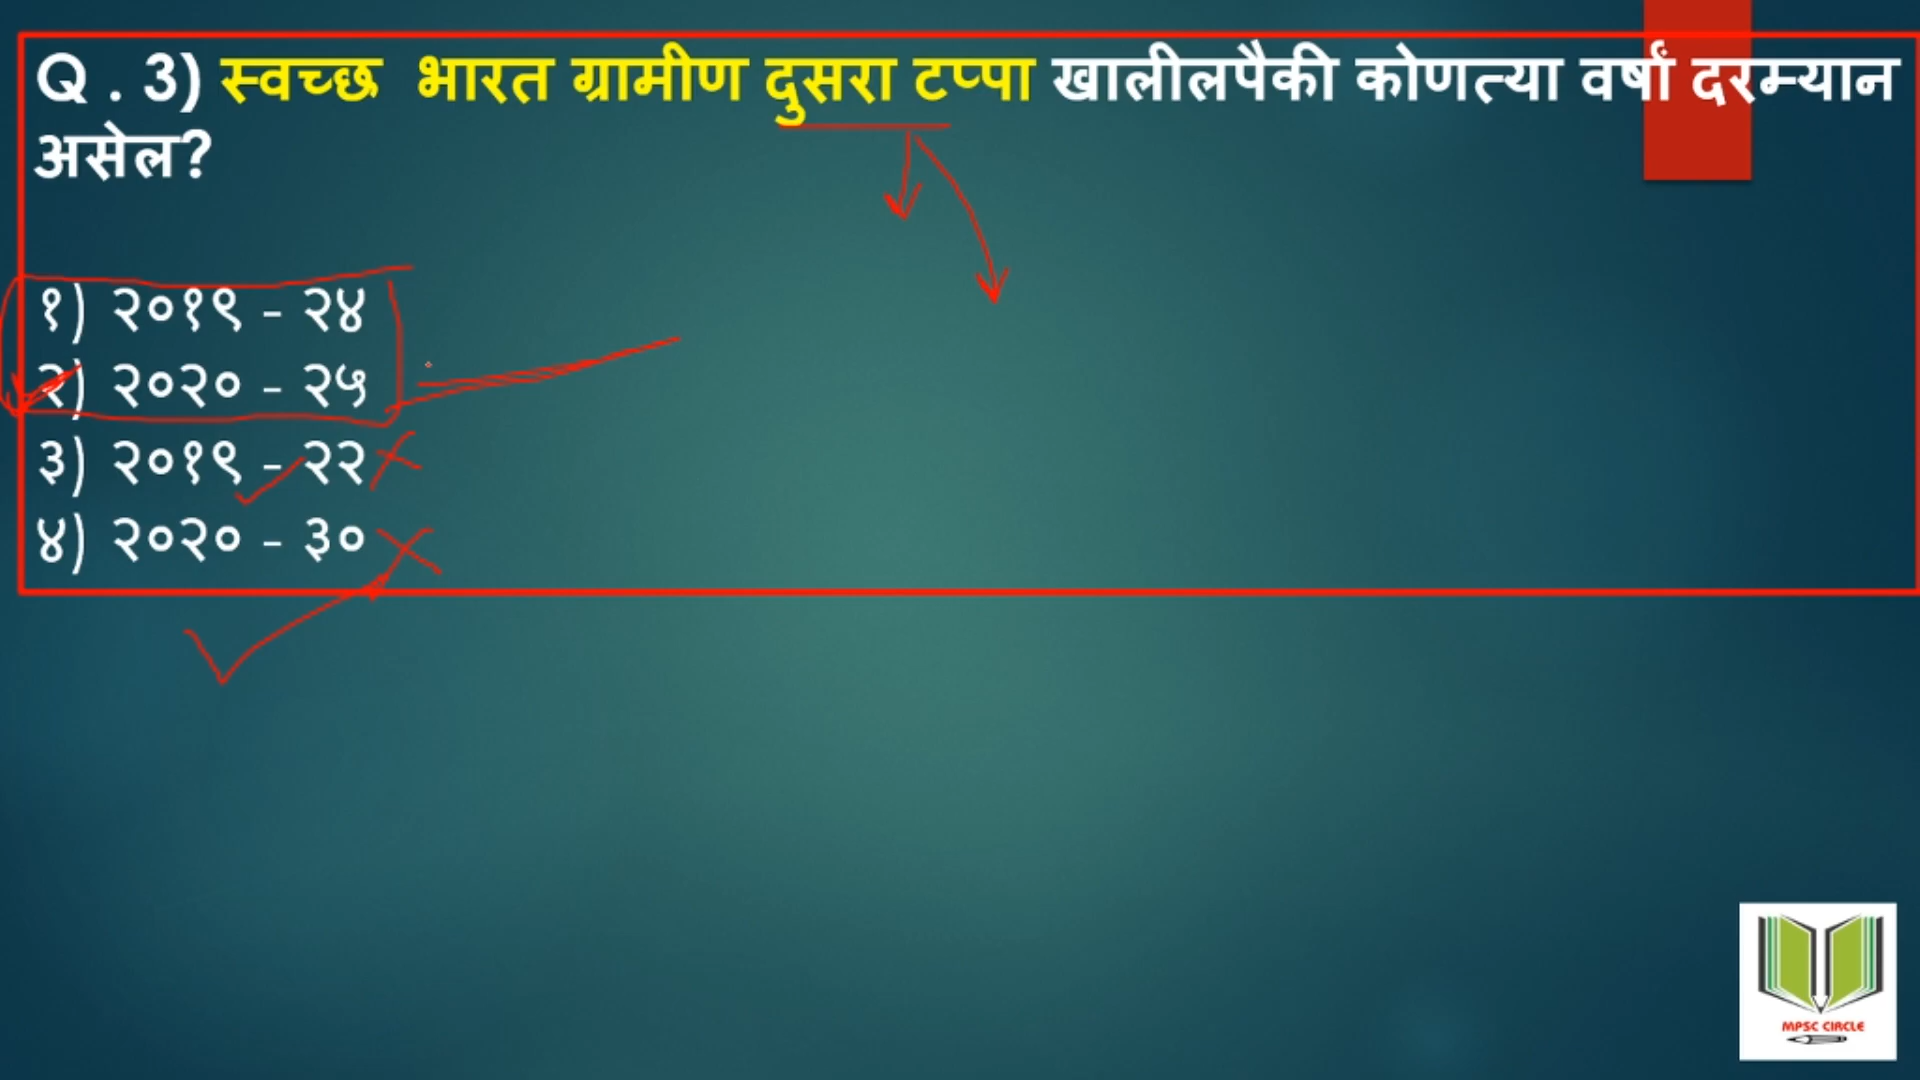 Q . 3) स्वच्छ भारत ग्रामीण दुसरा टप्पा खालीलपैकी कोणत्या वर्षां दरम्यान
असेल?
१) २०१९ - २४
२) २०२० - २५
३) २०१९ - २२
४) २०२० - ३०
MPSC CIRCLE